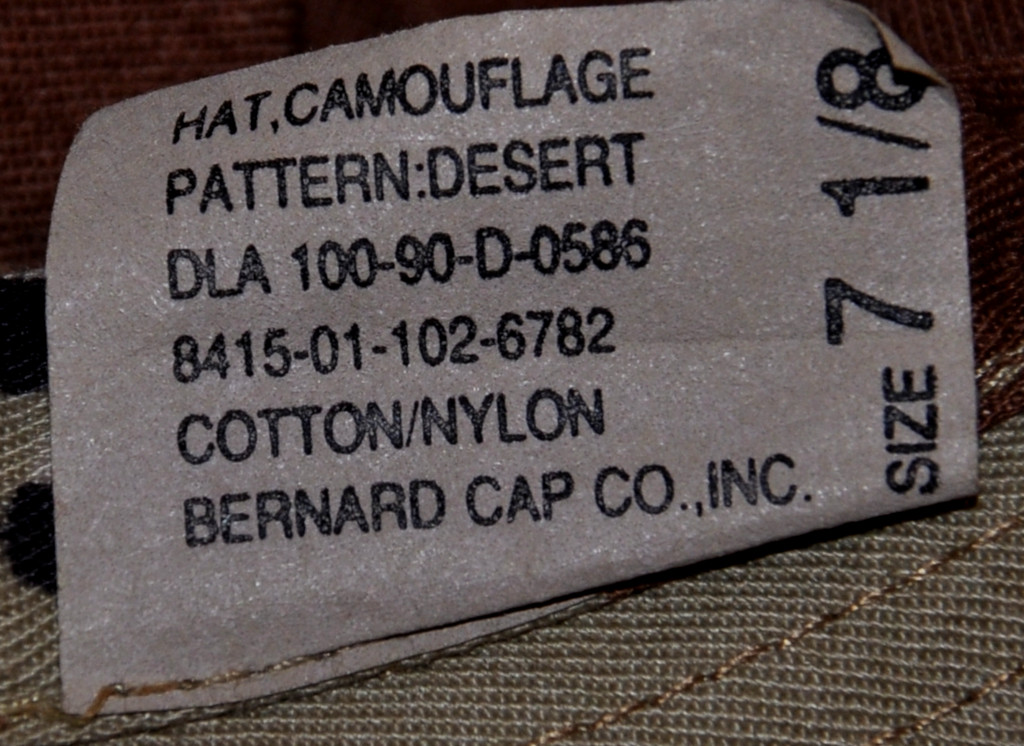 HAT,CAMOUFLAGE
PATTERN:DESERT
DLA 100-90-D-0586
8415-01-102-6782
COTTON/NYLON
BERNARD CAP CO.,INC.
SIZE 7 1/8